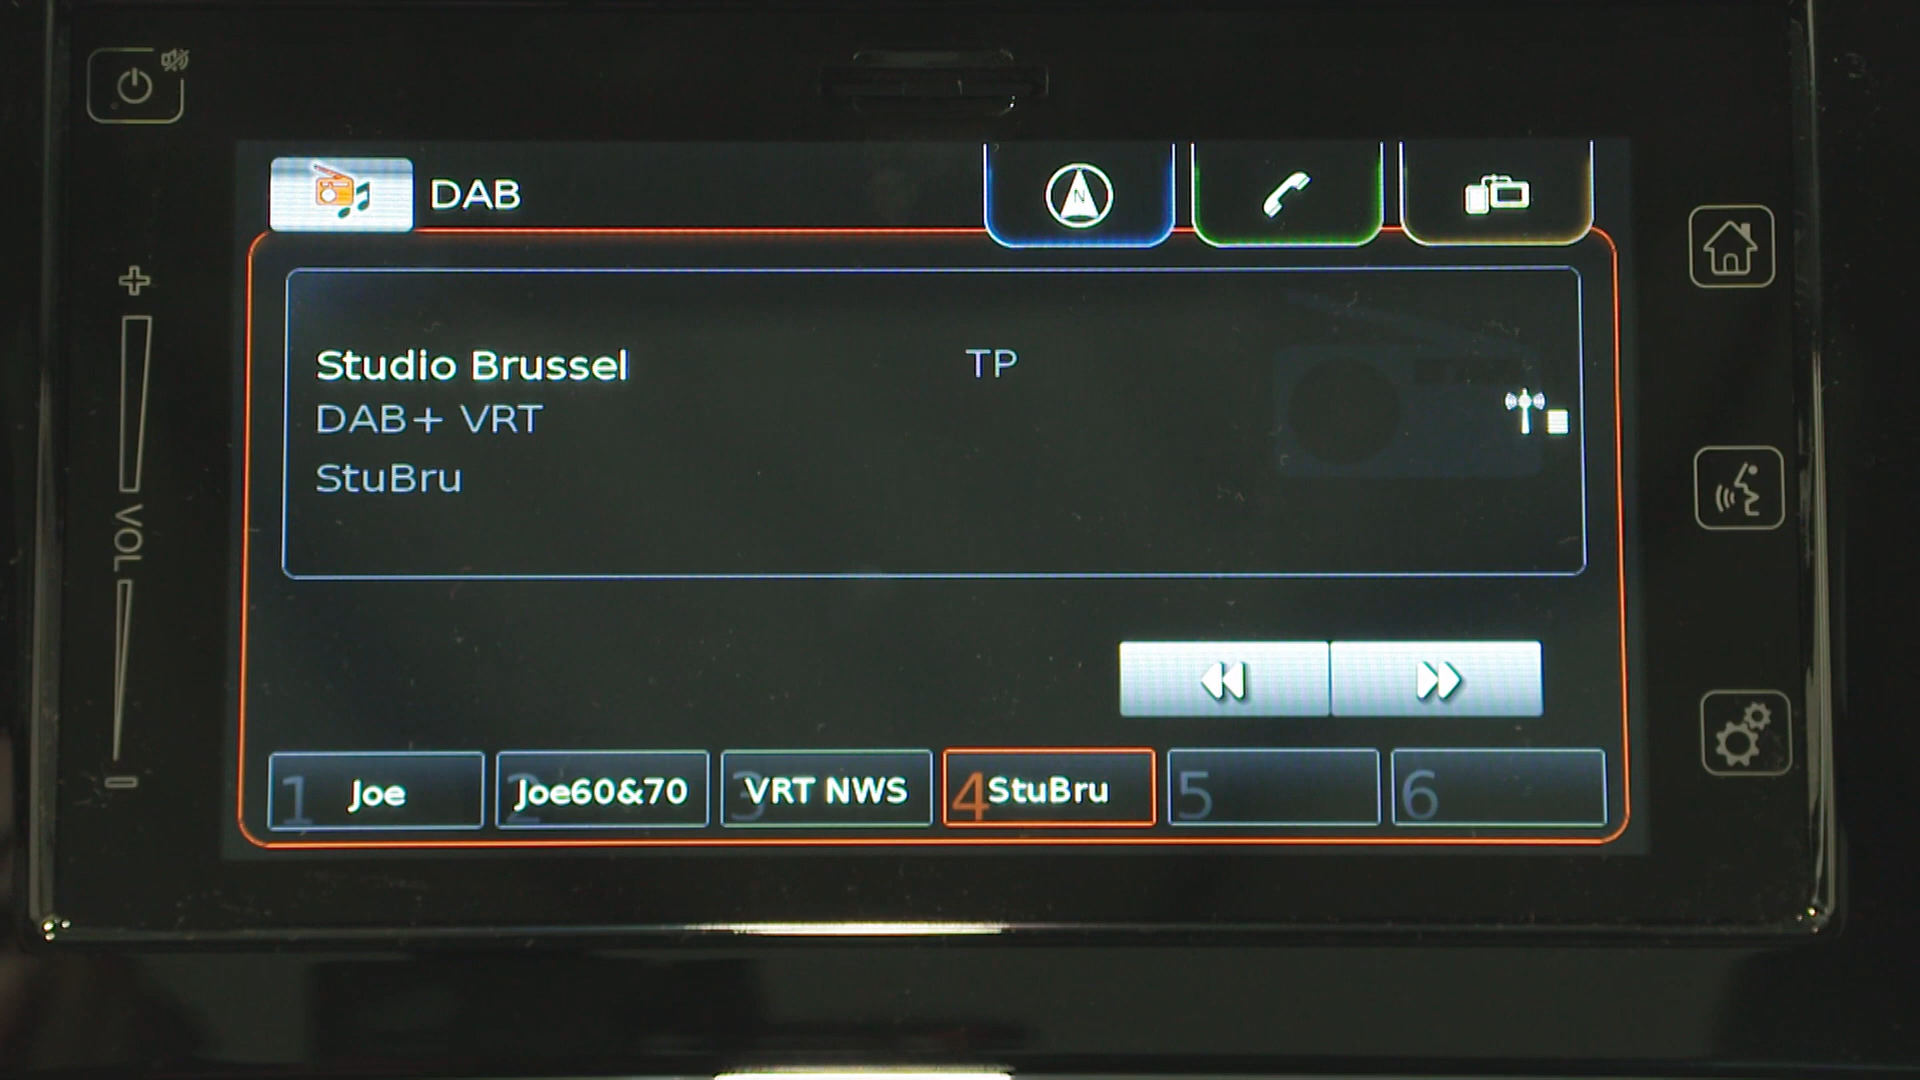 DAB
N
Studio Brussel
TP
DAB+ VRT
StuBru
VOL
1 Joe
2 Joe60&70
3 VRT NWS
4 StuBru
5
6